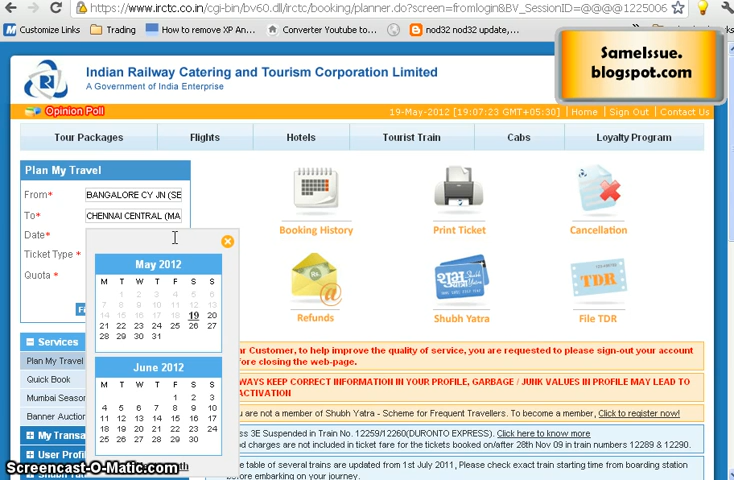 https://www.irctc.co.in/cgi-bin/bv60.dll/irctc/booking/planner.do?screen=fromlogin&BV_SessionID=@@@@1225006
Customize Links
Download
How to remove XP An...
Converter Youtube to...
nod32 nod32 update,...
SameIssue.
blogspot.com
Indian Railway Catering and Tourism Corporation Limited
A Government of India Enterprise
Opinion Poll
19-May-2012 [19:07:23 GMT+05:30] | Home | Sign Out | Contact Us
Tour Packages
Flights
Hotels
Tourist Train
Cabs
Loyalty Program
Plan My Travel
From*
BANGALORE CY JN (SE
To*
CHENNAI CENTRAL (MA
Date*
Ticket Type *
Quota *
May 2012
M T W T F S S
1 2 3 4 5 6
7 8 9 10 11 12 13
14 15 16 17 18 19 20
21 22 23 24 25 26 27
28 29 30 31
June 2012
M T W T F S S
1 2 3
4 5 6 7 8 9 10
11 12 13 14 15 16 17
18 19 20 21 22 23 24
25 26 27 28 29 30
Services
Plan My Travel
Quick Book
Mumbai Season
Banner Auction
My Transa
User Profi
Booking History
Print Ticket
Cancellation
Rs
@
Refunds
शुभ
यात्रा
Shubh Yatra
TDR
File TDR
ar Customer, to help improve the quality of service, you are requested to please sign-out your account
fore closing the web-page.
WAYS KEEP CORRECT INFORMATION IN YOUR PROFILE, GARBAGE / JUNK VALUES IN PROFILE MAY LEAD TO
ACTIVATION
ou are not a member of Shubh Yatra - Scheme for Frequent Travellers. To become a member, Click to register now!
ss 3E Suspended in Train No. 12259/12260(DURONTO EXPRESS). Click here to know more
od charges are not included in ticket fare for the tickets booked on/after 28th Nov 09 in train numbers 12289 & 12290.
e table of several trains are updated from 1st July 2011, Please check exact train starting time from boarding station
before embarking on your journey.
Screencast-O-Matic.com